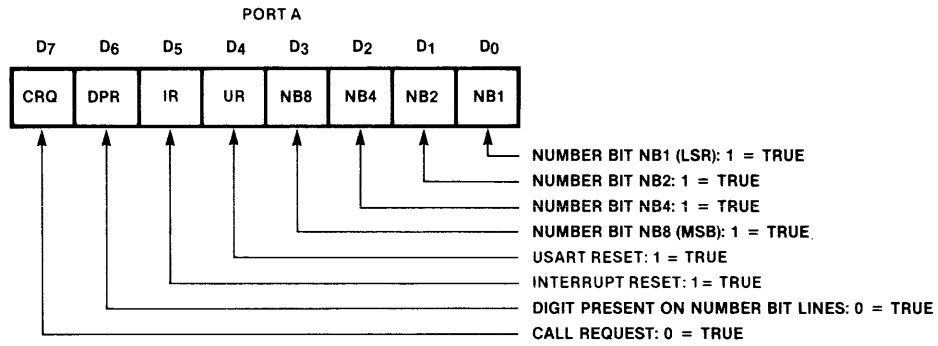 PORT A
D7 D6 D5 D4 D3 D2 D1 D0
CRQ DPR IR UR NB8 NB4 NB2 NB1
NUMBER BIT NB1 (LSR): 1 = TRUE
NUMBER BIT NB2: 1 = TRUE
NUMBER BIT NB4: 1 = TRUE
NUMBER BIT NB8 (MSB): 1 = TRUE
USART RESET: 1 = TRUE
INTERRUPT RESET: 1 = TRUE
DIGIT PRESENT ON NUMBER BIT LINES: 0 = TRUE
CALL REQUEST: 0 = TRUE